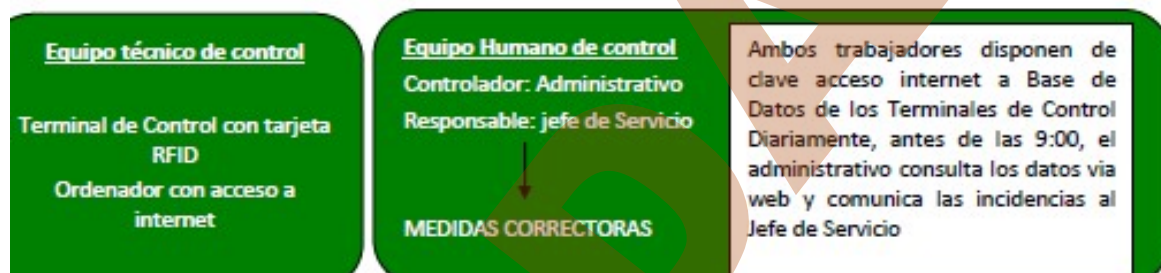 Equipo técnico de control
Terminal de Control con tarjeta
RFID
Ordenador con acceso a
internet
Equipo Humano de control
Controlador: Administrativo
Responsable: jefe de Servicio
MEDIDAS CORRECTORAS
Ambos trabajadores disponen de
clave acceso internet a Base de
Datos de los Terminales de Control
Diariamente, antes de las 9:00, el
administrativo consulta los datos via
web y comunica las incidencias al
Jefe de Servicio